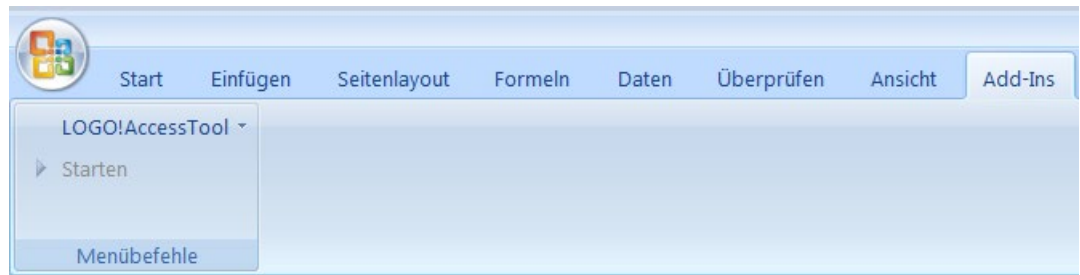 Start Einfügen Seitenlayout Formeln Daten Überprüfen Ansicht Add-Ins
LOGO!AccessTool
Starten
Menübefehle